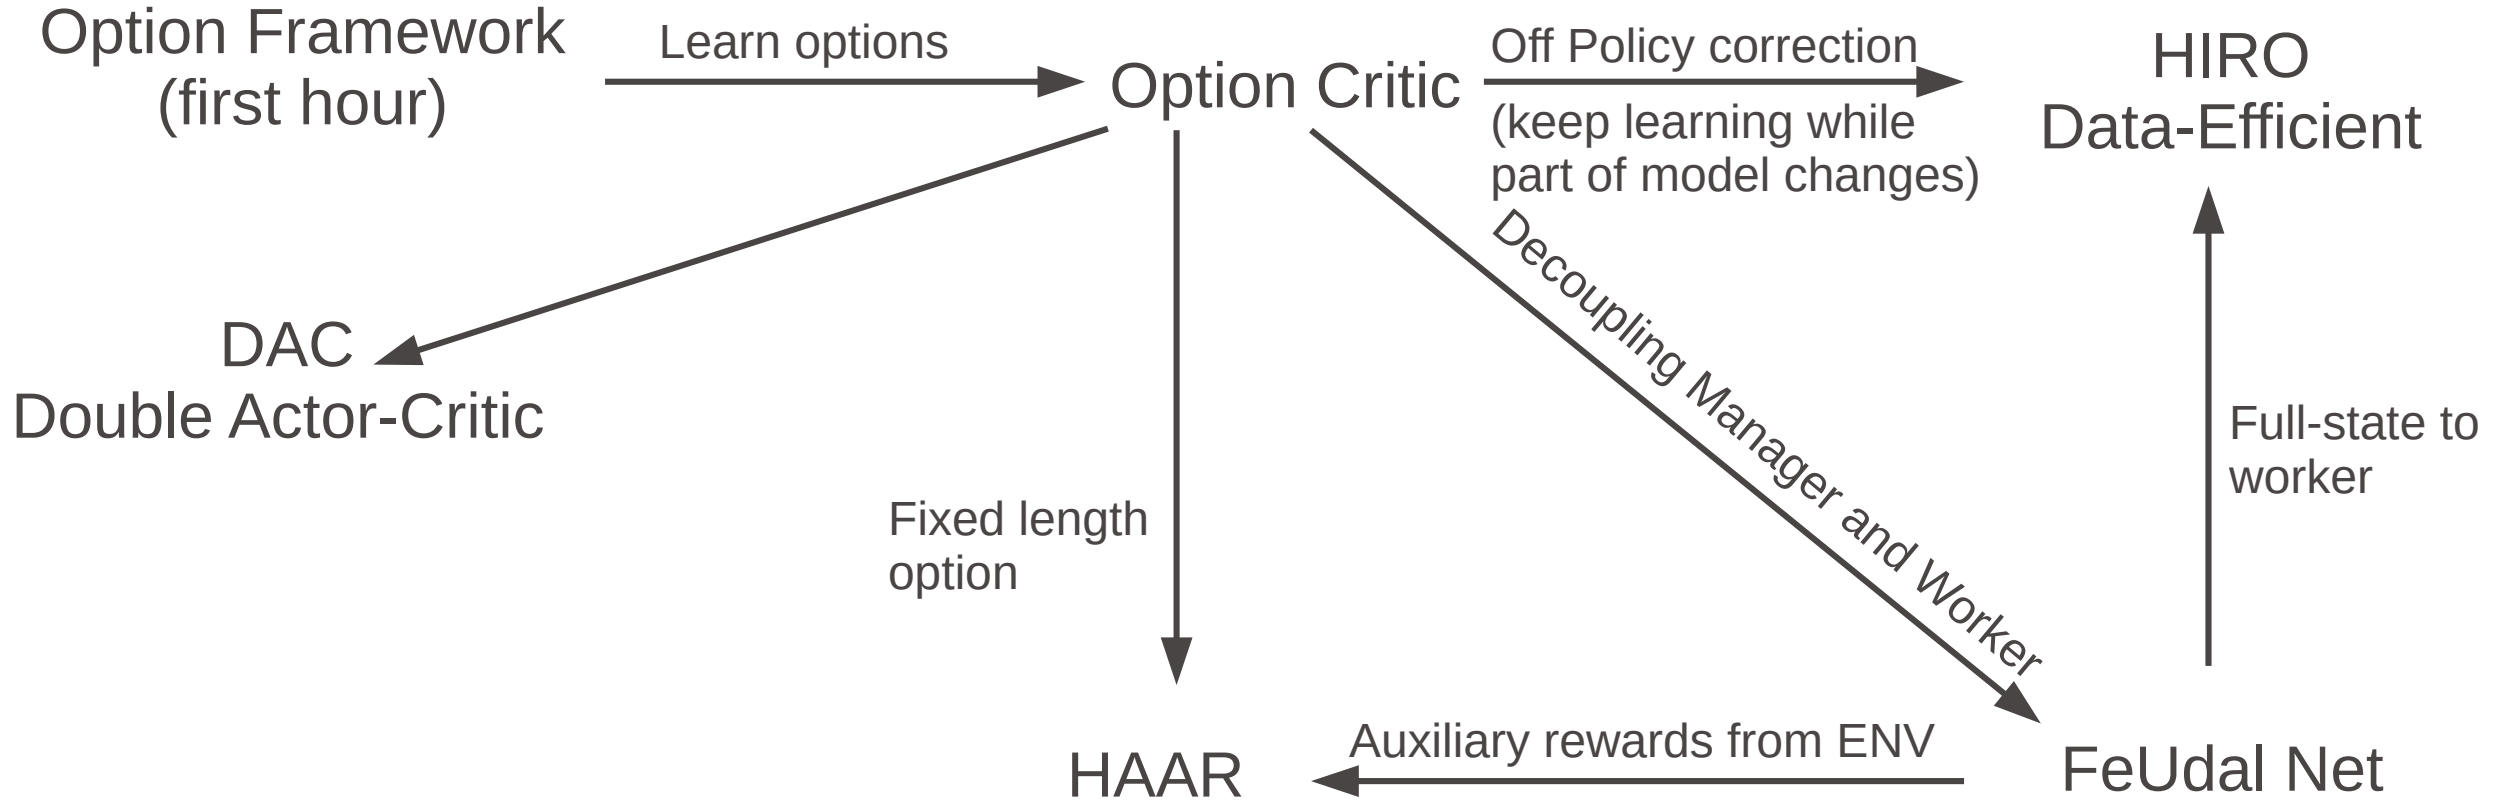 Option Framework
(first hour)
Learn options
Option Critic
Off Policy correction
(keep learning while
part of model changes)
HIRO
Data-Efficient
Decoupling Manager and Worker
DAC
Double Actor-Critic
Full-state to
worker
Fixed length
option
HAAR
Auxiliary rewards from ENV
FeUdal Net